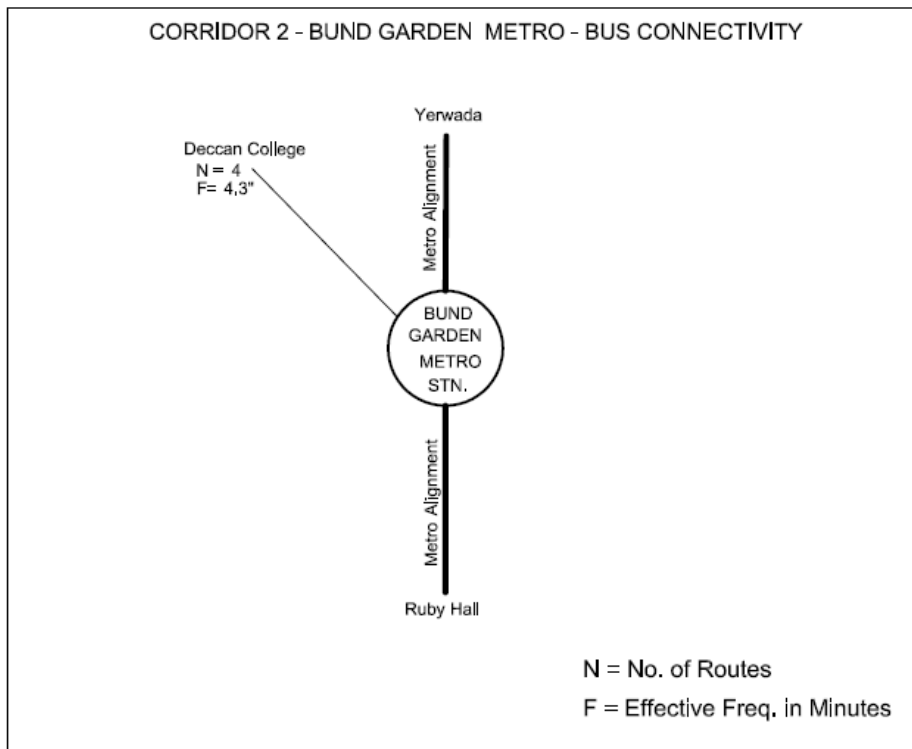 CORRIDOR 2 - BUND GARDEN METRO - BUS CONNECTIVITY
Yerwada
Deccan College
N = 4
F= 4,3"
Metro Alignment
BUND
GARDEN
METRO
STN.
Metro Alignment
Ruby Hall
N = No. of Routes
F = Effective Freq. in Minutes